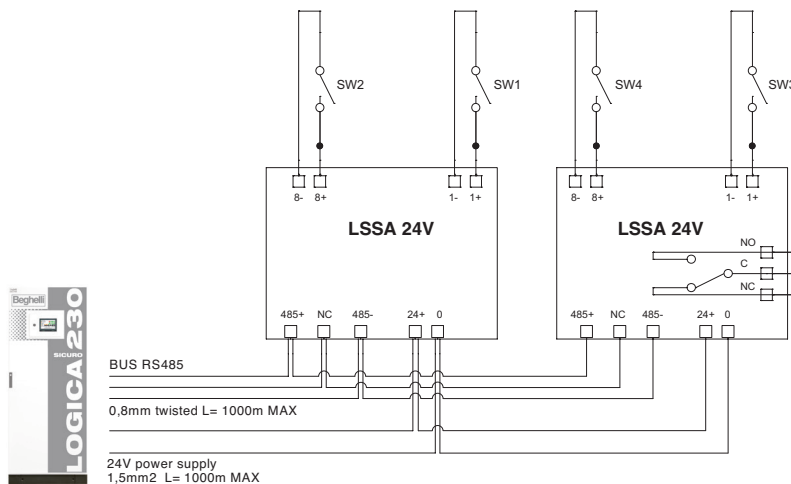 SW2
SW1
SW4
SW3
8- 8+
1- 1+
8- 8+
1- 1+
LSSA 24V
LSSA 24V
NO
C
NC
485+ NC 485- 24+ 0
485+ NC 485- 24+ 0
Beghelli
SICURO
LOGICA 230
BUS RS485
0,8mm twisted L= 1000m MAX
24V power supply
1,5mm2 L= 1000m MAX